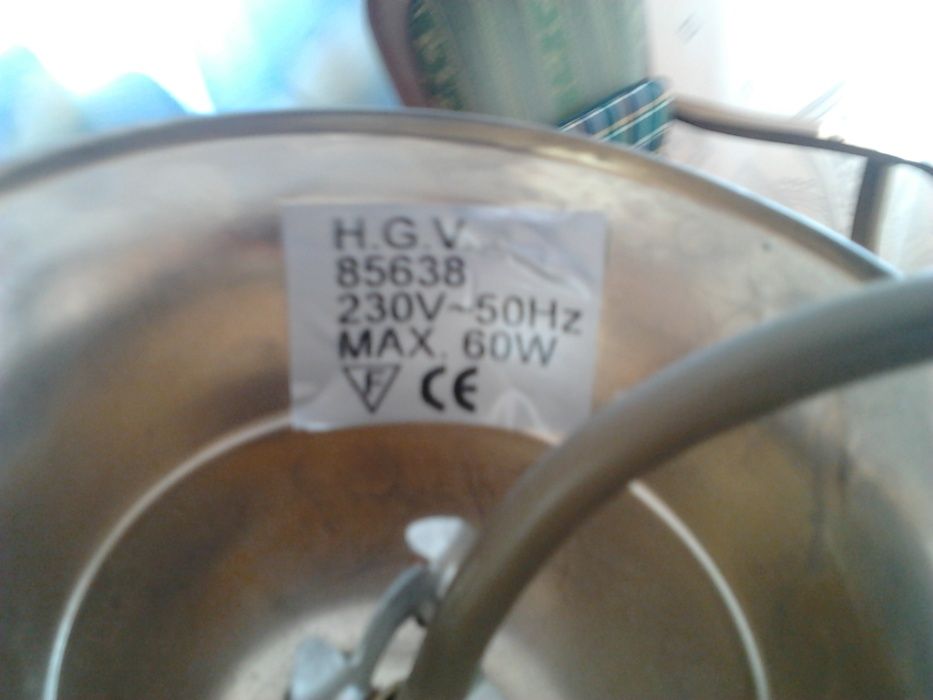 H.G.V.
85638
230V~50Hz
MAX. 60W
F CE